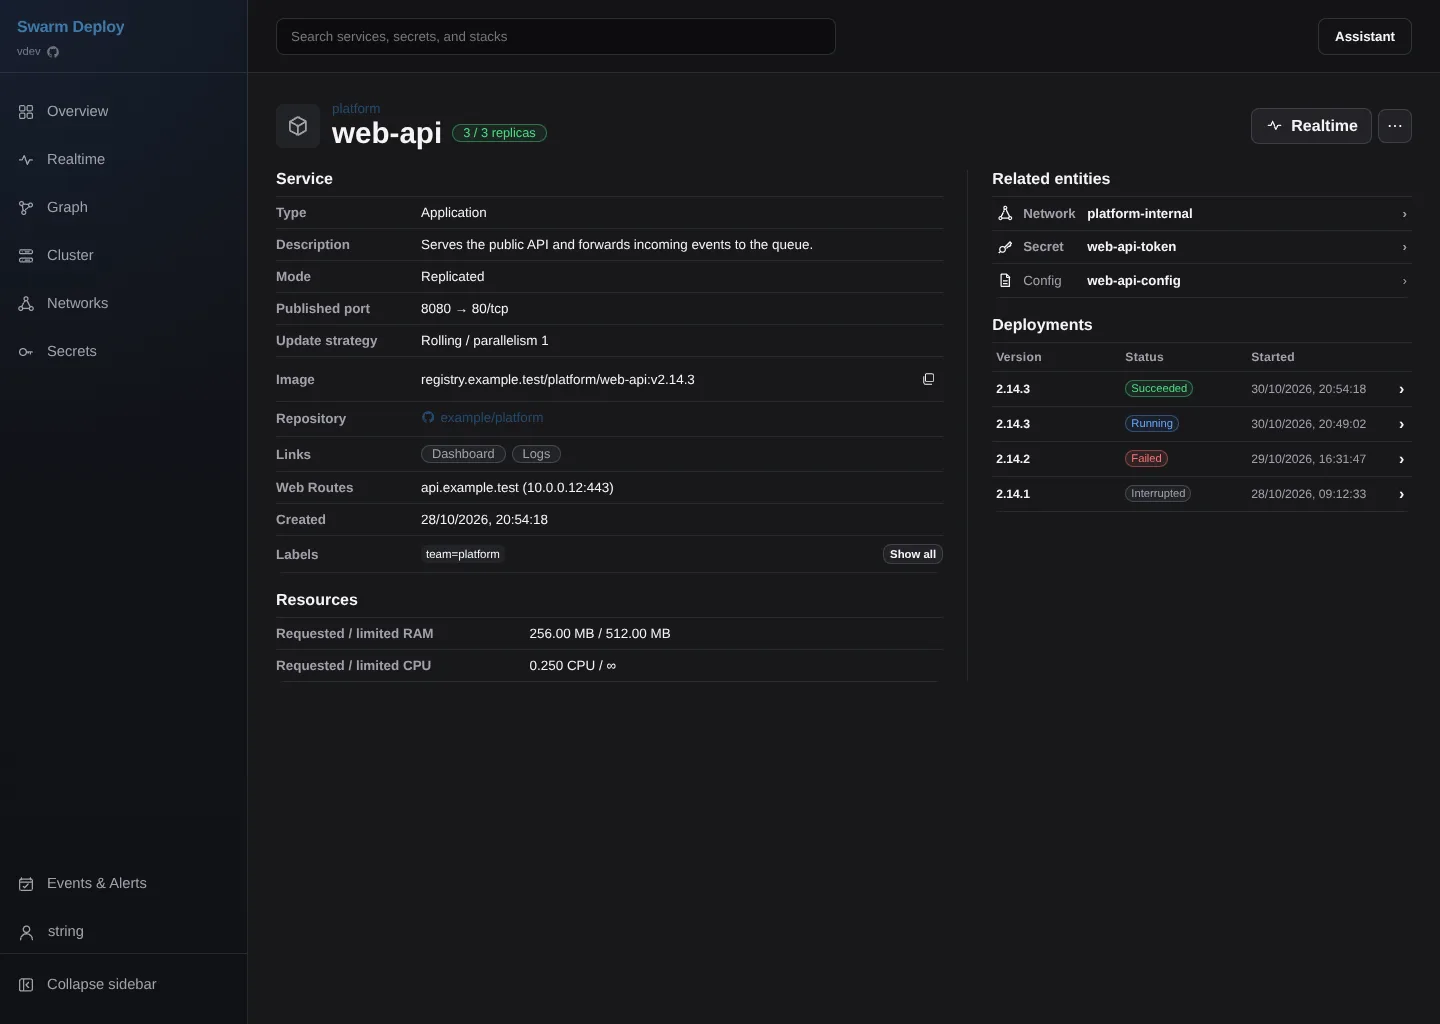 Swarm Deploy
vdev
Overview
Realtime
Graph
Cluster
Networks
Secrets
Events & Alerts
string
Collapse sidebar
Search services, secrets, and stacks
Assistant
platform
web-api 3 / 3 replicas
Realtime ...
Service
Type Application
Description Serves the public API and forwards incoming events to the queue.
Mode Replicated
Published port 8080 → 80/tcp
Update strategy Rolling / parallelism 1
Image registry.example.test/platform/web-api:v2.14.3
Repository example/platform
Links Dashboard Logs
Web Routes api.example.test (10.0.0.12:443)
Created 28/10/2026, 20:54:18
Labels team=platform Show all
Resources
Requested / limited RAM 256.00 MB / 512.00 MB
Requested / limited CPU 0.250 CPU / ∞
Related entities
Network platform-internal ›
Secret web-api-token ›
Config web-api-config ›
Deployments
Version Status Started
2.14.3 Succeeded 30/10/2026, 20:54:18 ›
2.14.3 Running 30/10/2026, 20:49:02 ›
2.14.2 Failed 29/10/2026, 16:31:47 ›
2.14.1 Interrupted 28/10/2026, 09:12:33 ›